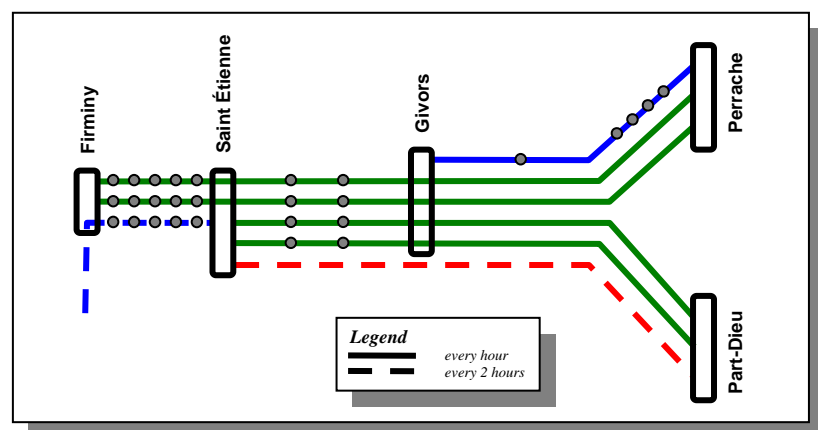 Firminy
Saint Étienne
Givors
Perrache
Part-Dieu
Legend
every hour
every 2 hours